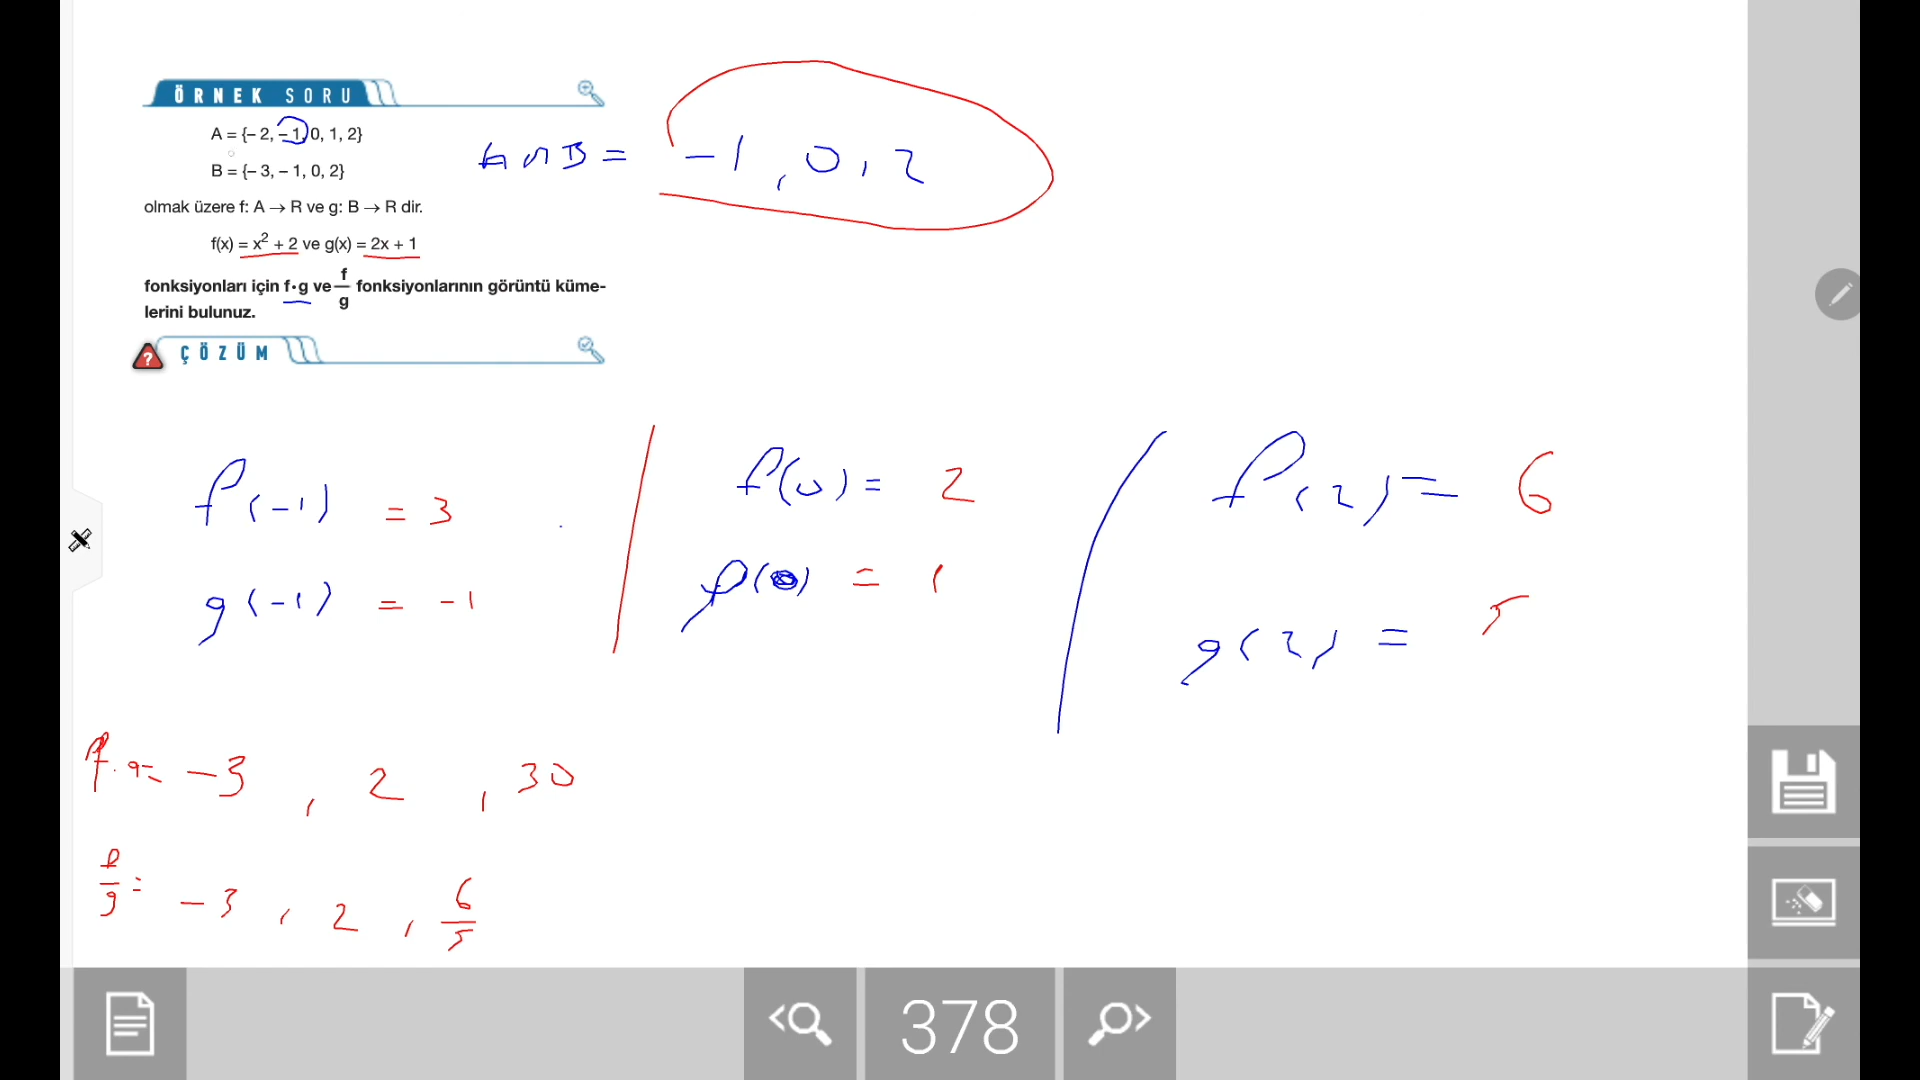 ÖRNEK SORU
A = {– 2, – 1, 0, 1, 2}
B = {– 3, – 1, 0, 2}
A ∩ B = -1, 0, 2
olmak üzere f: A → R ve g: B → R dir.
f(x) = x² + 2 ve g(x) = 2x + 1
fonksiyonları için f·g ve f/g fonksiyonlarının görüntü küme-
lerini bulunuz.
? ÇÖZÜM
f(-1) = 3
g(-1) = -1
f(0) = 2
g(0) = 1
f(2) = 6
g(2) = 5
f.g = -3, 2, 30
f/g = -3, 2, 6/5
378